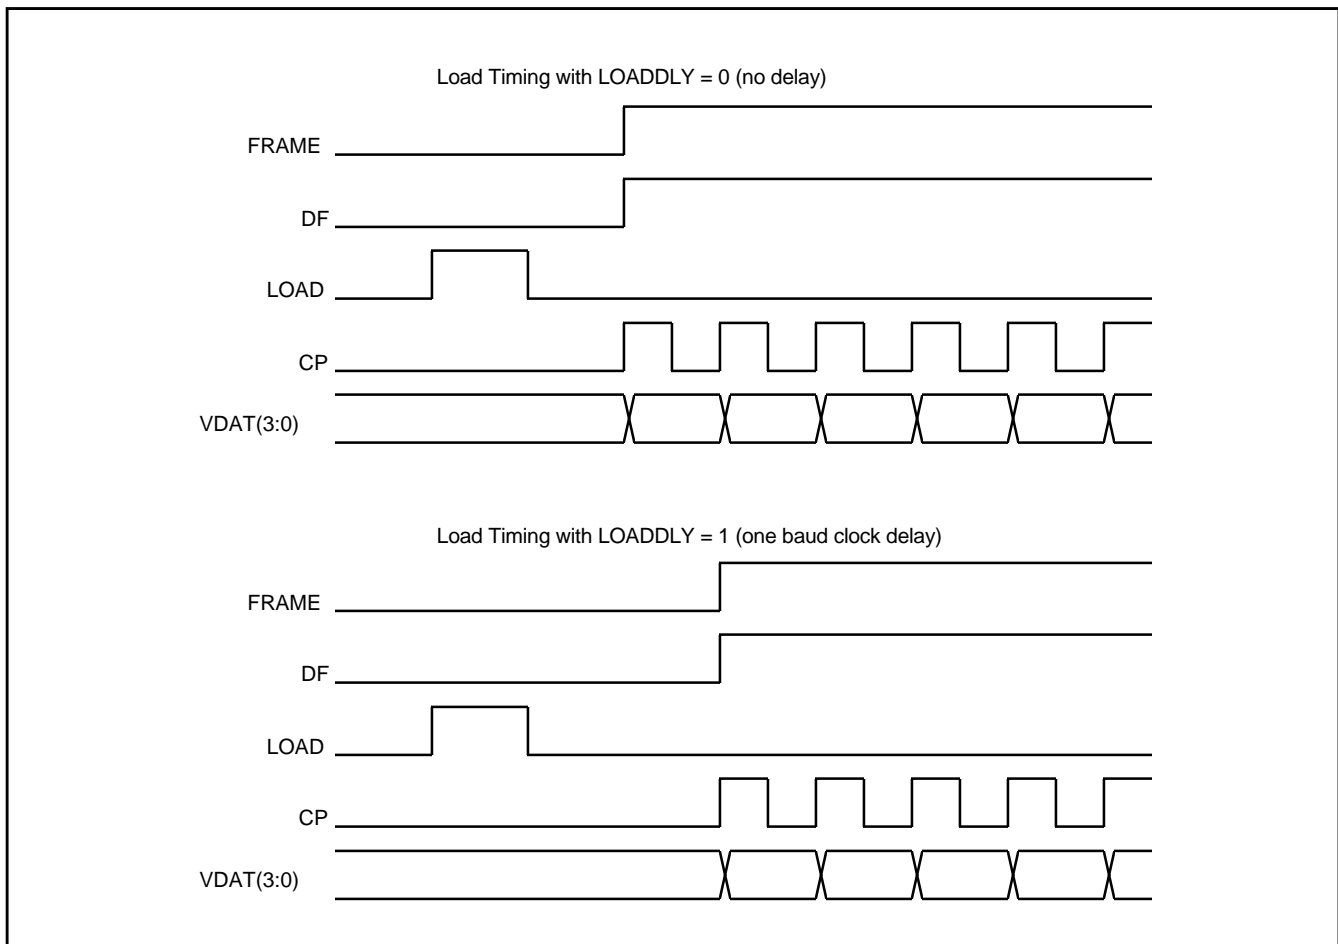 Load Timing with LOADDLY = 0 (no delay)
FRAME
DF
LOAD
CP
VDAT(3:0)
Load Timing with LOADDLY = 1 (one baud clock delay)
FRAME
DF
LOAD
CP
VDAT(3:0)